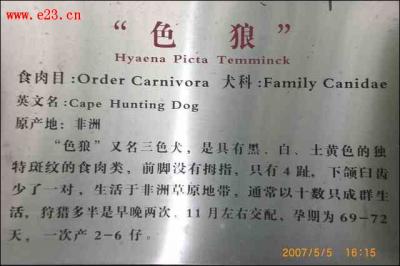 www.e23.cn
“色狼”
Hyaena Picta Temminck
食肉目:Order Carnivora 犬科:Family Canidae
英文名:Cape Hunting Dog
原产地: 非洲
“色狼”又名三色犬，是具有黑、白、土黄色的独
特斑纹的食肉类，前脚没有拇指，只有4趾，下颌臼齿
少了一对，生活于非洲草原地带，通常以十数只成群生
活，狩猎多半是早晚两次，11月左右交配，孕期为69-72
天，一次产2-6仔。
2007/5/5 16:15